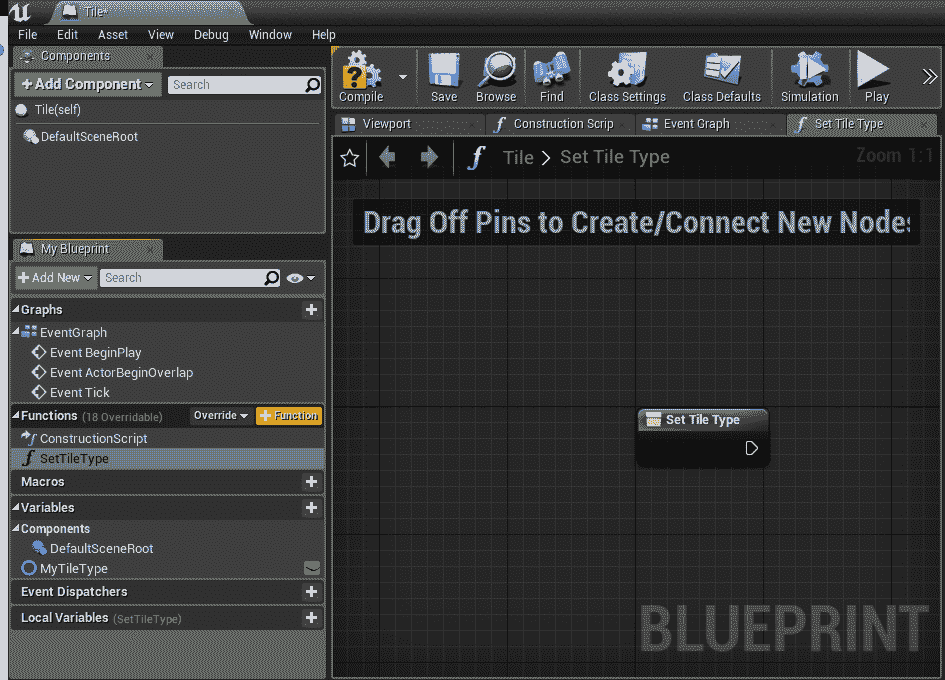 Tile*
File Edit Asset View Debug Window Help
Components
+ Add Component
Search
Tile(self)
DefaultSceneRoot
My Blueprint
+ Add New
Search
Graphs
EventGraph
Event BeginPlay
Event ActorBeginOverlap
Event Tick
Functions (18 Overridable) Override + Function
ConstructionScript
SetTileType
Macros
Variables
Components
DefaultSceneRoot
MyTileType
Event Dispatchers
Local Variables (SetTileType)
Compile Save Browse Find Class Settings Class Defaults Simulation Play
Viewport Construction Scrip Event Graph Set Tile Type
Tile > Set Tile Type Zoom 1:1
Drag Off Pins to Create/Connect New Nodes
Set Tile Type
BLUEPRINT